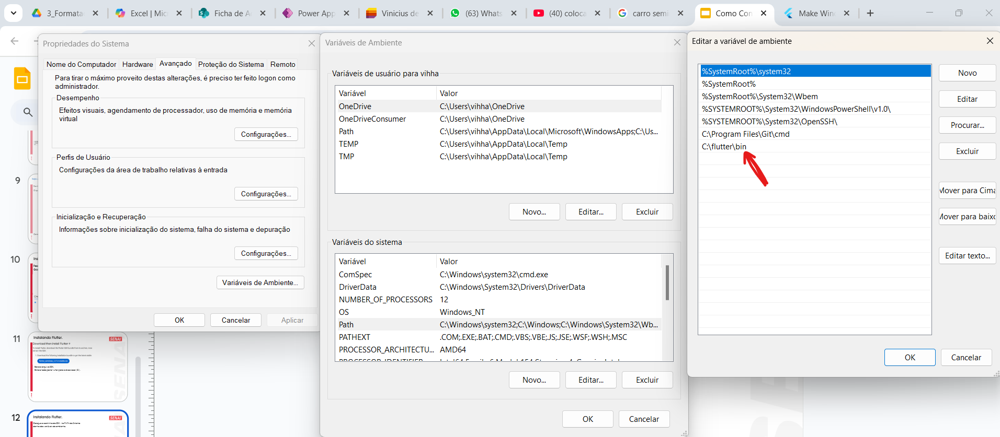 3_Formata
Excel | Mic
Ficha de A
Power App
Vinicius de
(63) Whats
(40) coloca
carro semi
Como Con
Make Win
Propriedades do Sistema
Nome do Computador
Hardware
Avançado
Proteção do Sistema
Remoto
Para tirar o máximo proveito destas alterações, é preciso ter feito logon como
administrador.
Desempenho
Efeitos visuais, agendamento de processador, uso de memória e memória
virtual
Configurações...
Perfis de Usuário
Configurações da área de trabalho relativas à entrada
Configurações...
Inicialização e Recuperação
Informações sobre inicialização do sistema, falha do sistema e depuração
Configurações...
Variáveis de Ambiente...
OK
Cancelar
Aplicar
9
10
11
Instalando Flutter.
SENAI
Download then install Flutter
12
Instalando Flutter.
SENAI
Variáveis de Ambiente
Variáveis de usuário para vihha
Variável Valor
OneDrive C:\Users\vihha\OneDrive
OneDriveConsumer C:\Users\vihha\OneDrive
Path C:\Users\vihha\AppData\Local\Microsoft\WindowsApps;C:\Us...
TEMP C:\Users\vihha\AppData\Local\Temp
TMP C:\Users\vihha\AppData\Local\Temp
Novo...
Editar...
Excluir
Variáveis do sistema
Variável Valor
ComSpec C:\Windows\system32\cmd.exe
DriverData C:\Windows\System32\Drivers\DriverData
NUMBER_OF_PROCESSORS 12
OS Windows_NT
Path C:\Windows\system32;C:\Windows;C:\Windows\System32\Wb...
PATHEXT .COM;.EXE;.BAT;.CMD;.VBS;.VBE;.JS;.JSE;.WSF;.WSH;.MSC
PROCESSOR_ARCHITECTU... AMD64
Novo...
Editar...
Excluir
OK
Cancelar
Editar a variável de ambiente
%SystemRoot%\system32
%SystemRoot%
%SystemRoot%\System32\Wbem
%SYSTEMROOT%\System32\WindowsPowerShell\v1.0\
%SYSTEMROOT%\System32\OpenSSH\
C:\Program Files\Git\cmd
C:\flutter\bin
Novo
Editar
Procurar...
Excluir
Mover para Cima
Mover para baixo
Editar texto...
OK
Cancelar